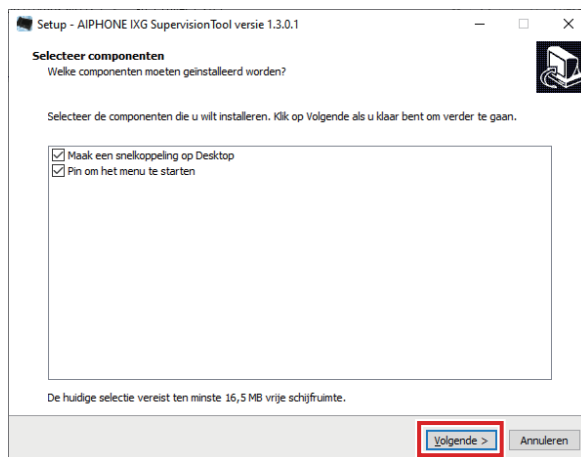 Setup - AIPHONE IXG SupervisionTool versie 1.3.0.1
Selecteer componenten
Welke componenten moeten geïnstalleerd worden?
Selecteer de componenten die u wilt installeren. Klik op Volgende als u klaar bent om verder te gaan.
Maak een snelkoppeling op Desktop
Pin om het menu te starten
De huidige selectie vereist ten minste 16,5 MB vrije schijfruimte.
Volgende >
Annuleren